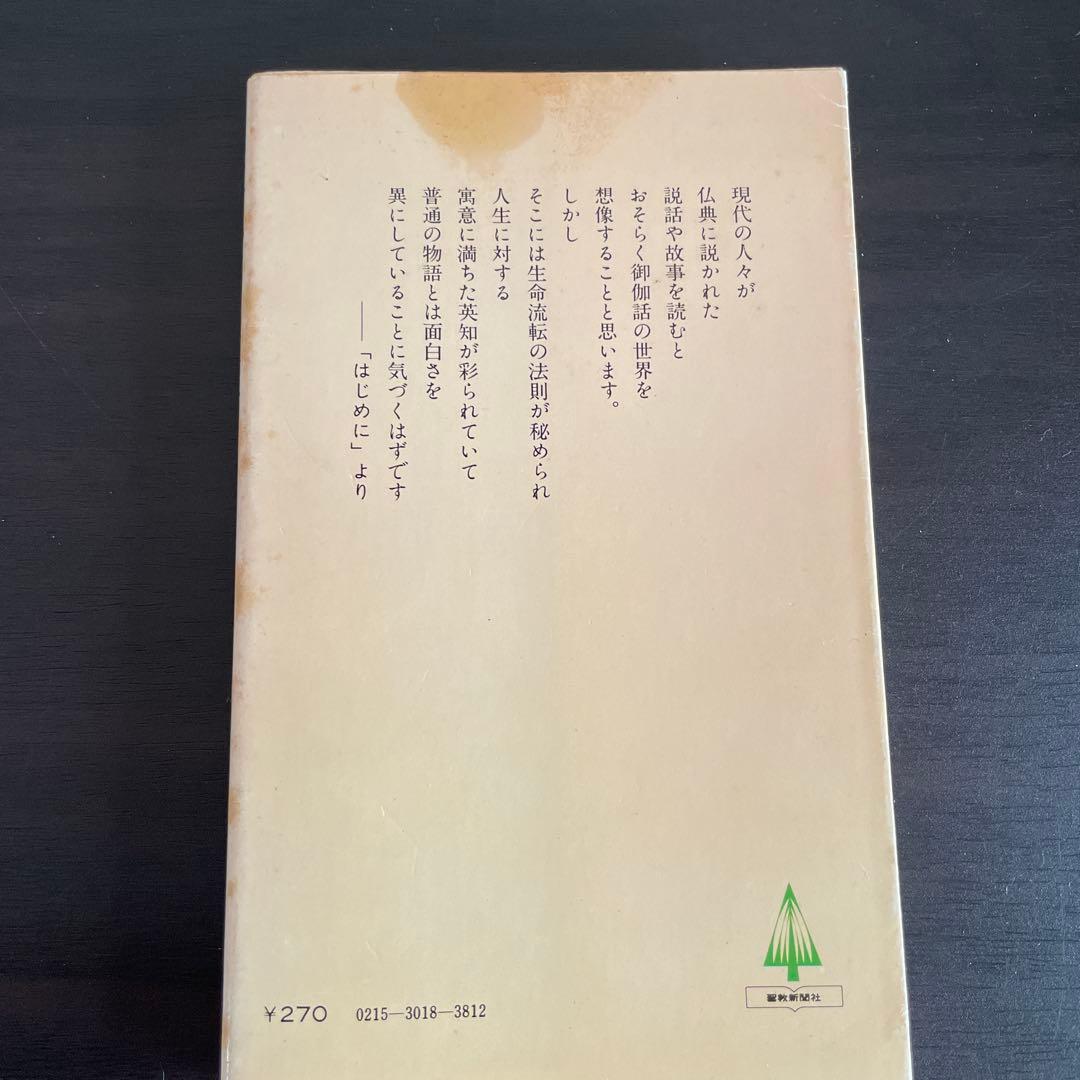 現代の人々が
仏典に説かれた
説話や故事を読むと
おそらく御伽話の世界を
想像することと思います。
しかし
そこには生命流転の法則が秘められ
人生に対する
寓意に満ちた英知が彩られていて
普通の物語とは面白さを
異にしていることに気づくはずです
――「はじめに」より
聖教新聞社
¥270 0215―3018―3812